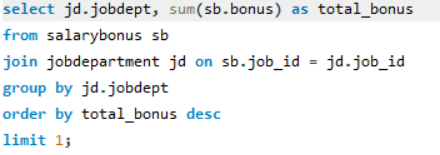 select jd.jobdept, sum(sb.bonus) as total_bonus
from salarybonus sb
join jobdepartment jd on sb.job_id = jd.job_id
group by jd.jobdept
order by total_bonus desc
limit 1;